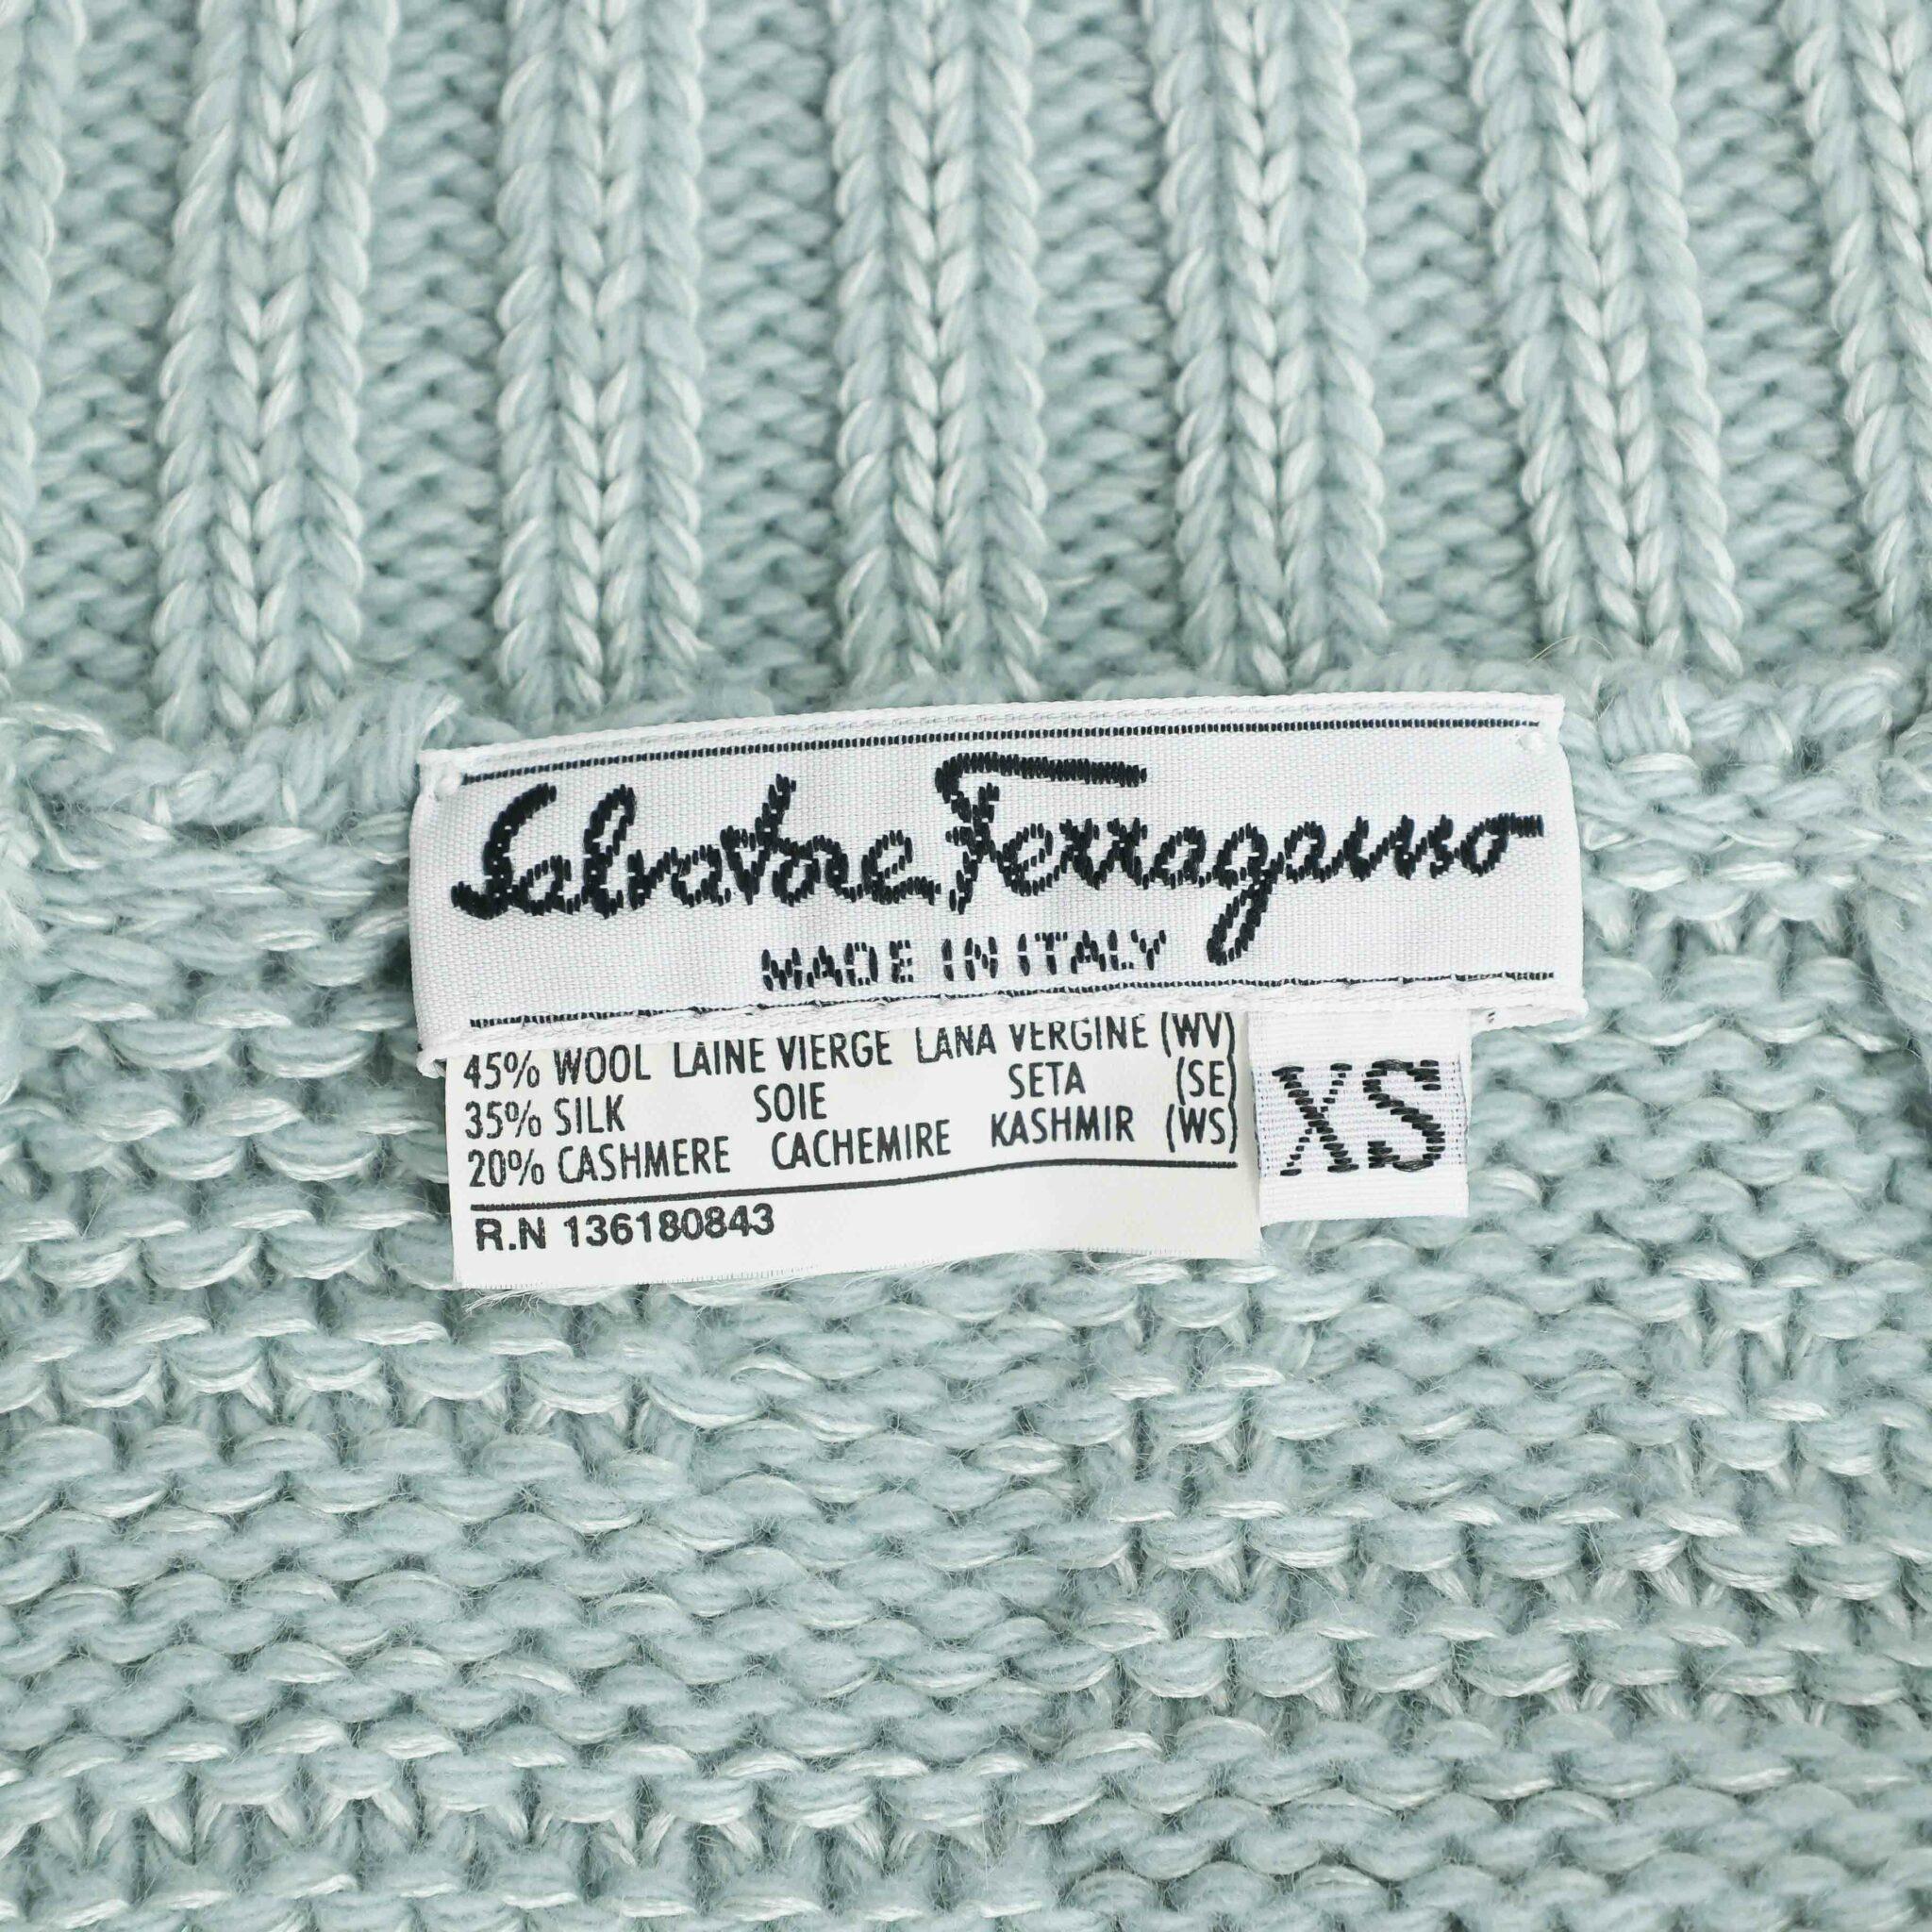 Salvatore Ferragamo
MADE IN ITALY
45% WOOL LAINE VIERGE LANA VERGINE (WV)
35% SILK SOIE SETA (SE)
20% CASHMERE CACHEMIRE KASHMIR (WS)
R.N 136180843
XS